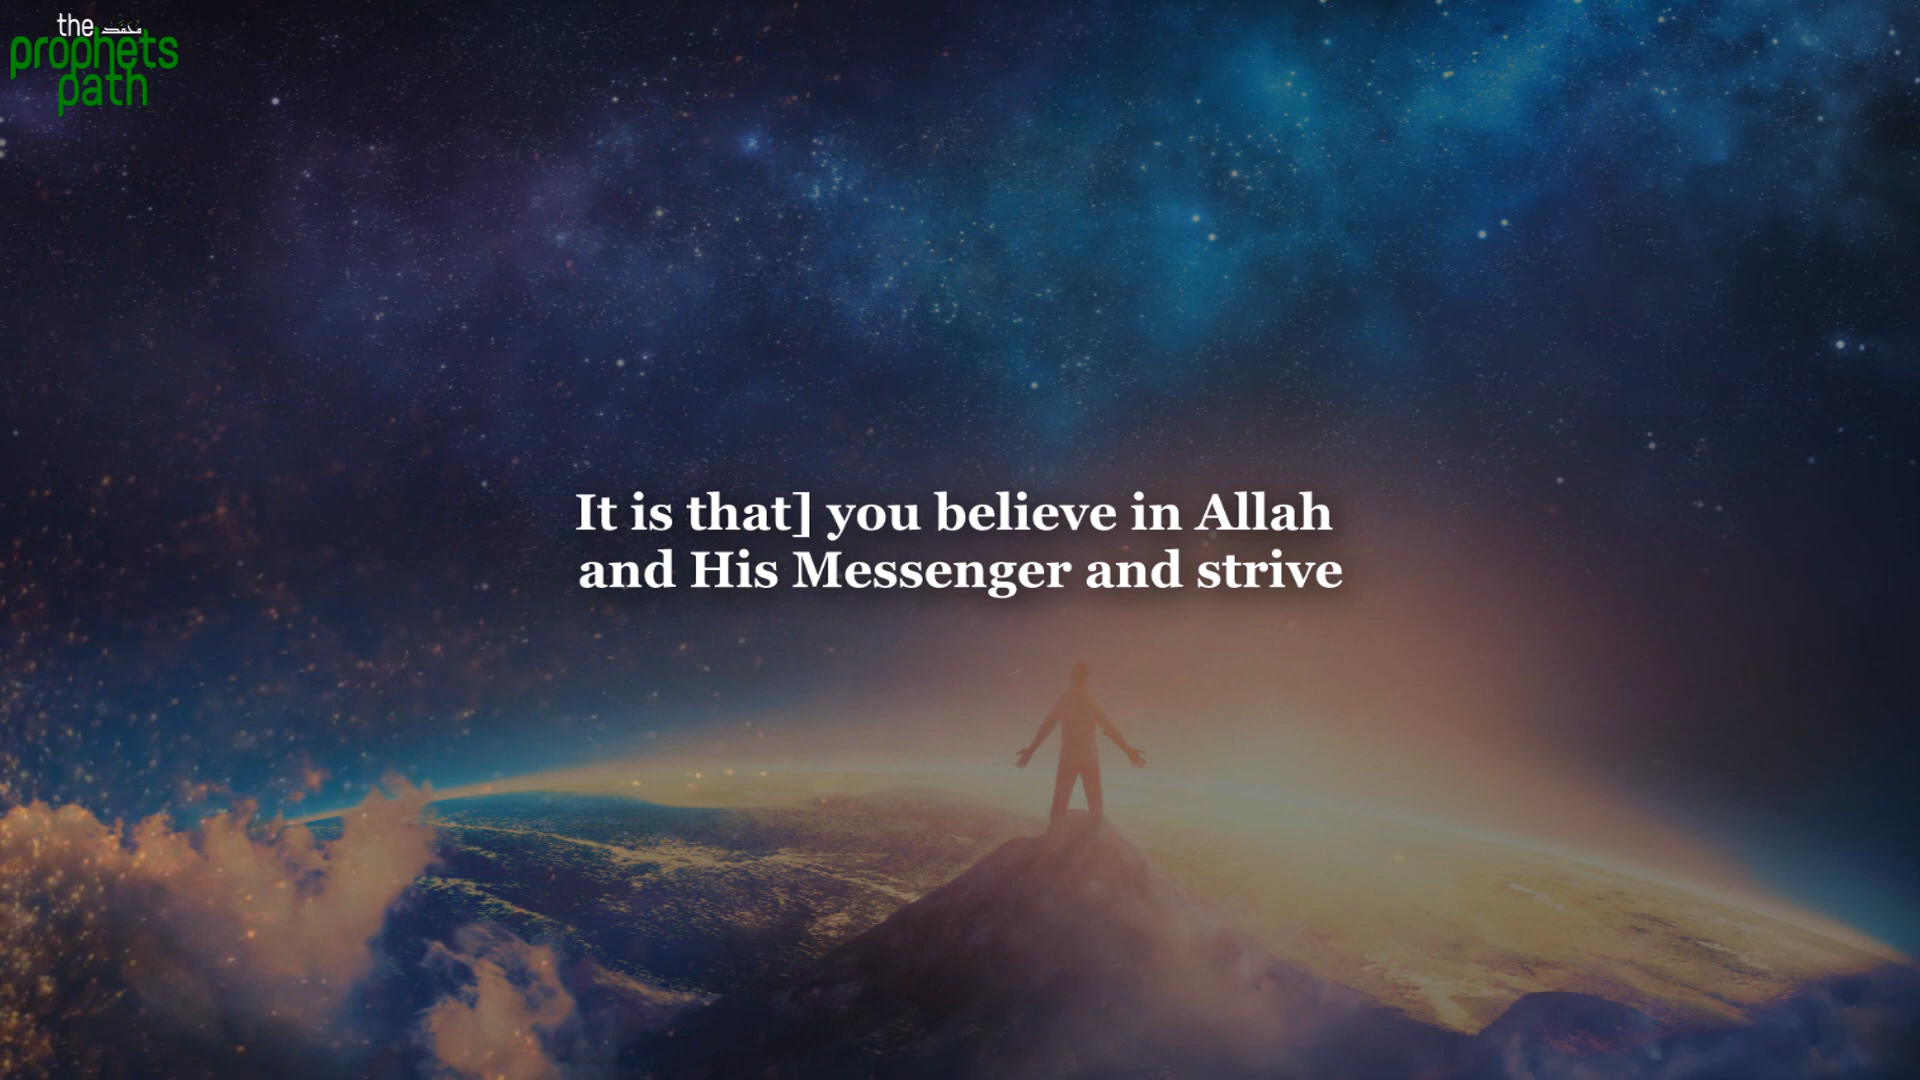 the مُحَمَّد
prophets
path
It is that] you believe in Allah
and His Messenger and strive